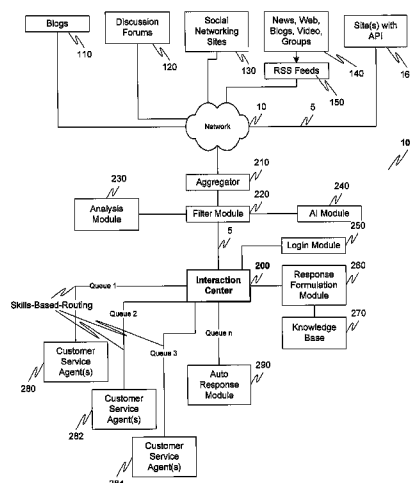 Blogs
110
Discussion
Forums
120
Social
Networking
Sites
130
News, Web,
Blogs, Video,
Groups
140
RSS Feeds
150
Site(s) with
API
16
Network
10
5
10
210
Aggregator
230
Analysis
Module
220
Filter Module
240
AI Module
5
250
Login Module
200
Interaction
Center
260
Response
Formulation
Module
270
Knowledge
Base
Queue 1
Skills-Based-Routing
Queue 2
Queue 3
Queue n
Customer
Service
Agent(s)
280
Customer
Service
Agent(s)
282
Customer
Service
Agent(s)
290
Auto
Response
Module